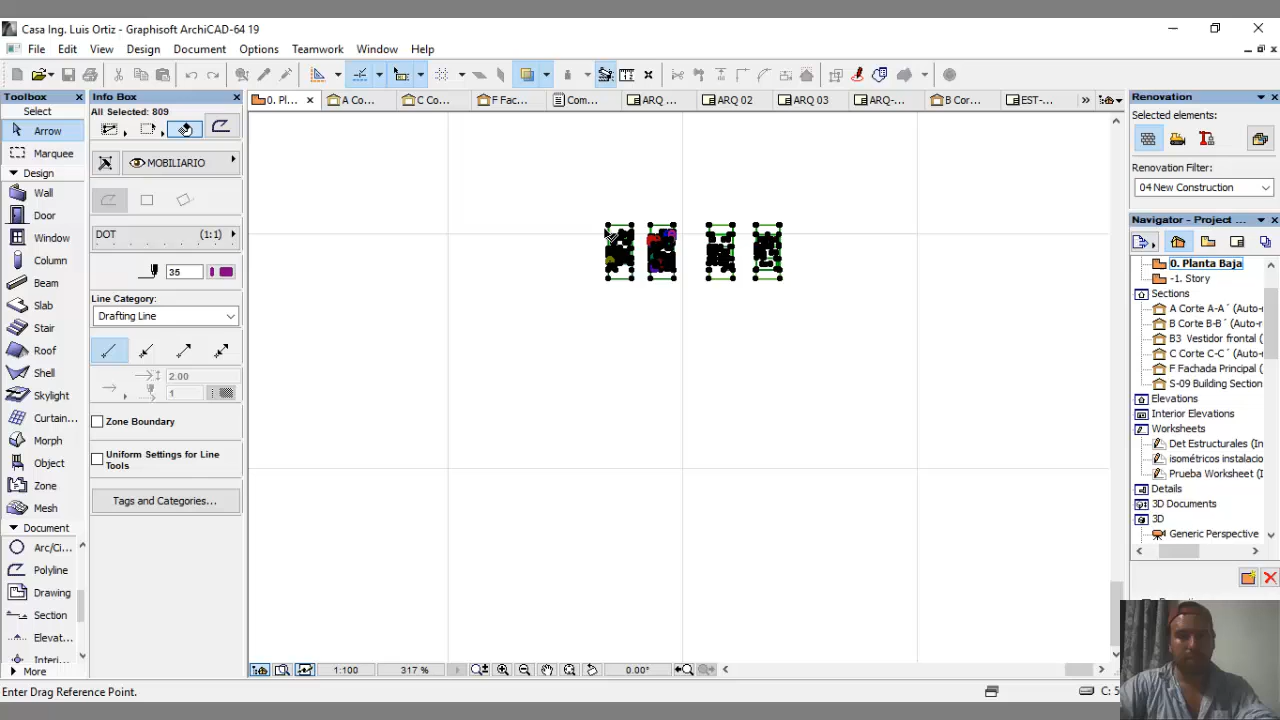 Casa Ing. Luis Ortiz - Graphisoft ArchiCAD-64 19
File Edit View Design Document Options Teamwork Window Help
Toolbox
Select
Arrow
Marquee
Design
Wall
Door
Window
Column
Beam
Slab
Stair
Roof
Shell
Skylight
Curtain...
Morph
Object
Zone
Mesh
Document
Arc/Ci...
Polyline
Drawing
Section
Elevat...
Interi...
More
Info Box
All Selected: 809
MOBILIARIO
DOT (1:1)
35
Line Category:
Drafting Line
2.00
1
Zone Boundary
Uniform Settings for Line
Tools
Tags and Categories...
0. Pl... A Co... C Co... F Fac... Com... ARQ ... ARQ 02 ARQ 03 ARQ-... B Cor... EST-...
1:100 317 % 0.00°
Renovation
Selected elements:
Renovation Filter:
04 New Construction
Navigator - Project ...
0. Planta Baja
-1. Story
Sections
A Corte A-A´ (Auto-r
B Corte B-B´ (Auto-r
B3 Vestidor frontal (
C Corte C-C´ (Auto-r
F Fachada Principal (
S-09 Building Section
Elevations
Interior Elevations
Worksheets
Det Estructurales (In
isométricos instalacio
Prueba Worksheet (I
Details
3D Documents
3D
Generic Perspective
Enter Drag Reference Point.
C: 5